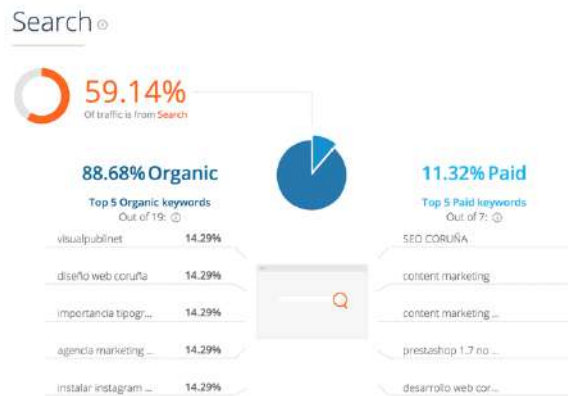 Search
59.14%
Of traffic is from Search
88.68% Organic
Top 5 Organic keywords
Out of 19:
visualpublinet 14.29%
diseño web coruña 14.29%
importancia tipogr... 14.29%
agencia marketing ... 14.29%
instalar instagram ... 14.29%
11.32% Paid
Top 5 Paid keywords
Out of 7:
SEO CORUÑA
content marketing
content marketing ...
prestashop 1.7 no ...
desarrollo web cor...